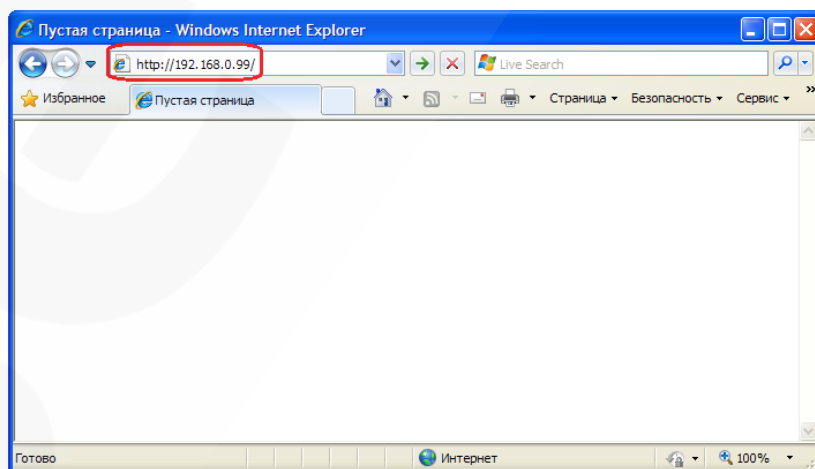 Пустая страница - Windows Internet Explorer
http://192.168.0.99/ Live Search
Избранное Пустая страница Страница Безопасность Сервис »
Готово Интернет 100%